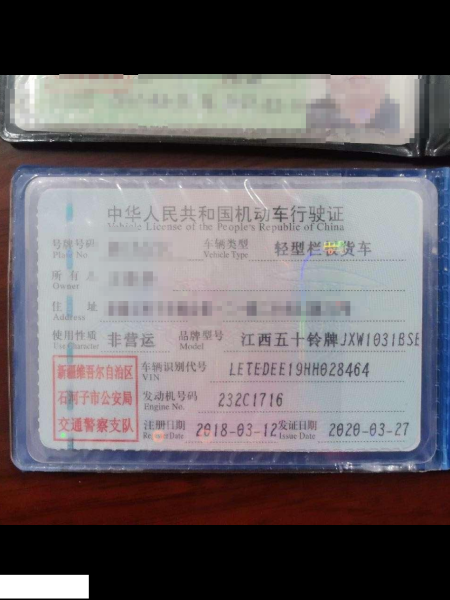 中华人民共和国机动车行驶证
Vehicle License of the People's Republic of China
号牌号码 车辆类型 轻型栏板货车
Plate No. Vehicle Type
所有人
Owner
住址
Address
使用性质 非营运 品牌型号 江西五十铃牌JXW1031BSE
Use Character Model
新疆维吾尔自治区
石河子市公安局
交通警察支队
车辆识别代号 LETEDEE19HH028464
VIN
发动机号码 232C1716
Engine No.
注册日期 2018-03-12 发证日期 2020-03-27
Register Date Issue Date